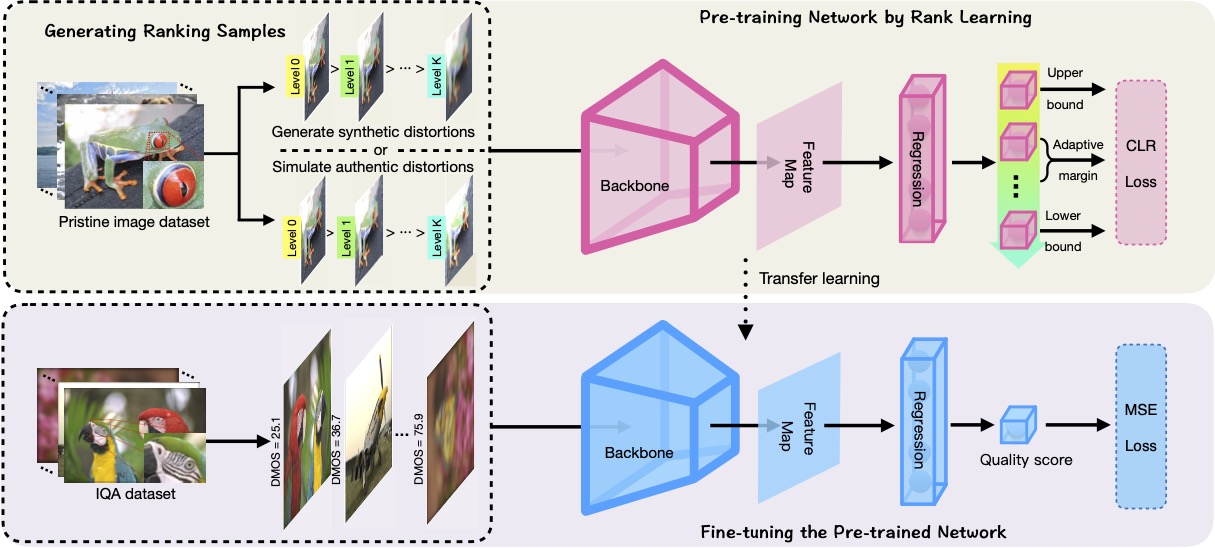 Generating Ranking Samples
Pre-training Network by Rank Learning
Level 0
>
Level 1
> ··· >
Level K
Generate synthetic distortions
or
Simulate authentic distortions
Level 0
>
Level 1
> ··· >
Level K
Pristine image dataset
Backbone
Feature
Map
Regression
Upper
bound
Adaptive
margin
Lower
bound
CLR
Loss
Transfer learning
IQA dataset
DMOS = 25.1
DMOS = 36.7
···
DMOS = 75.9
Backbone
Feature
Map
Regression
Quality score
MSE
Loss
Fine-tuning the Pre-trained Network